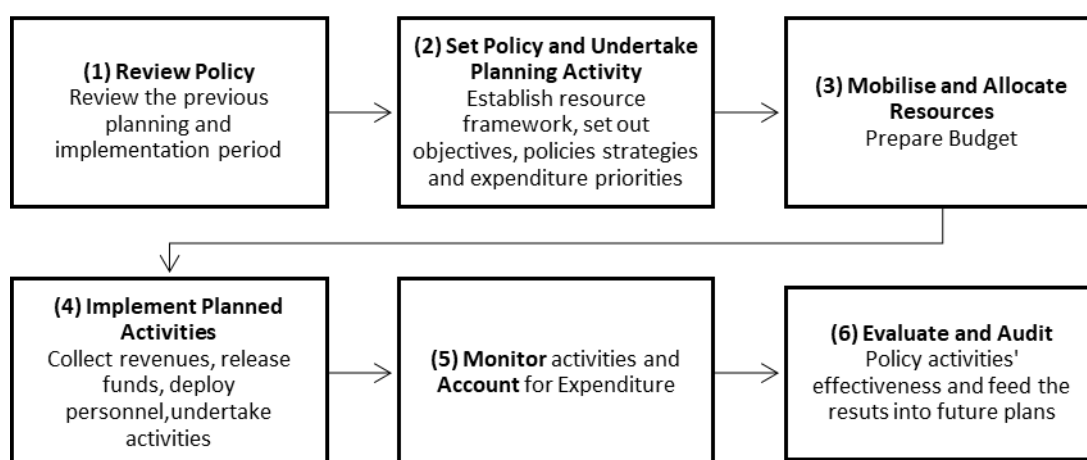 (1) Review Policy
Review the previous
planning and
implementation period
(2) Set Policy and Undertake
Planning Activity
Establish resource
framework, set out
objectives, policies strategies
and expenditure priorities
(3) Mobilise and Allocate
Resources
Prepare Budget
(4) Implement Planned
Activities
Collect revenues, release
funds, deploy
personnel,undertake
activities
(5) Monitor activities and
Account for Expenditure
(6) Evaluate and Audit
Policy activities'
effectiveness and feed the
resuts into future plans